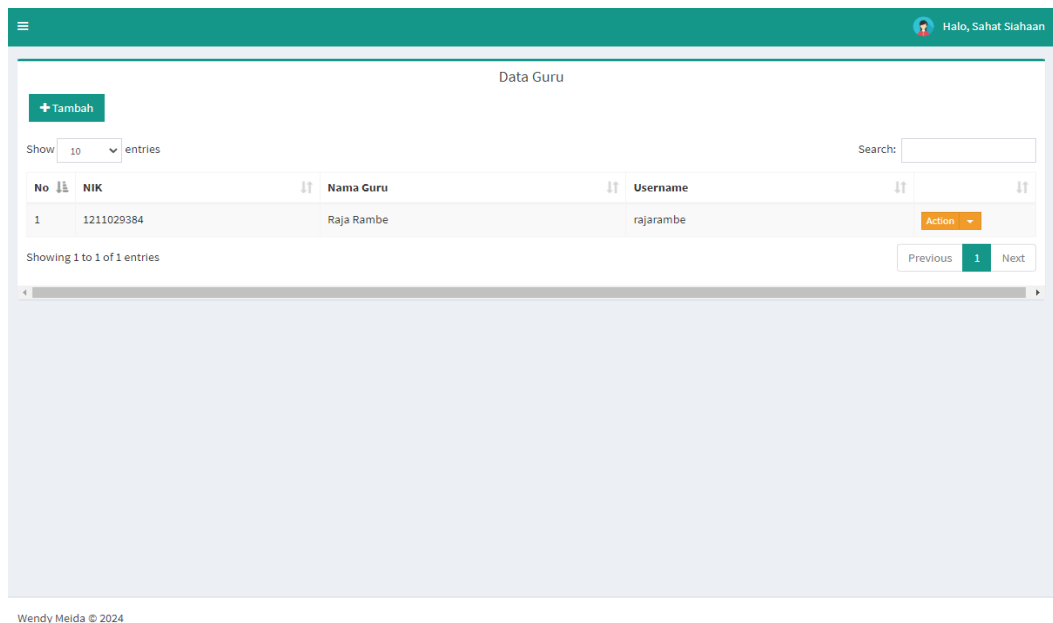 Halo, Sahat Siahaan
Data Guru
Tambah
Show 10 entries Search:
No NIK Nama Guru Username
1 1211029384 Raja Rambe rajarambe Action
Showing 1 to 1 of 1 entries Previous 1 Next
Wendy Meida © 2024